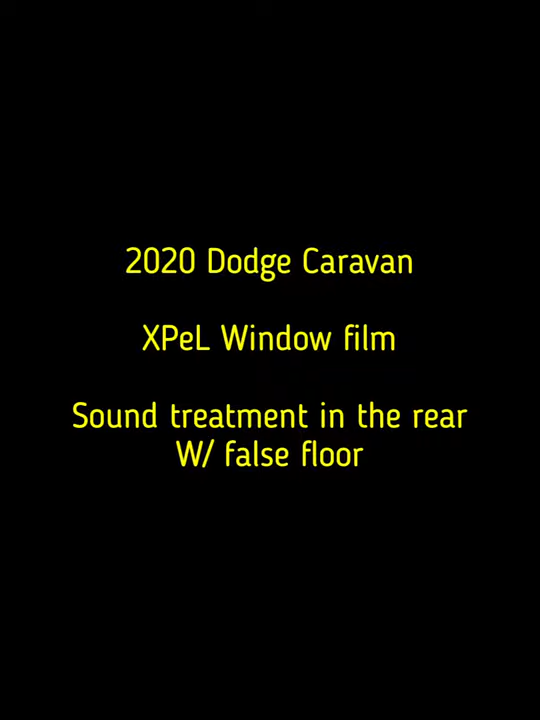 2020 Dodge Caravan
XPeL Window film
Sound treatment in the rear
W/ false floor